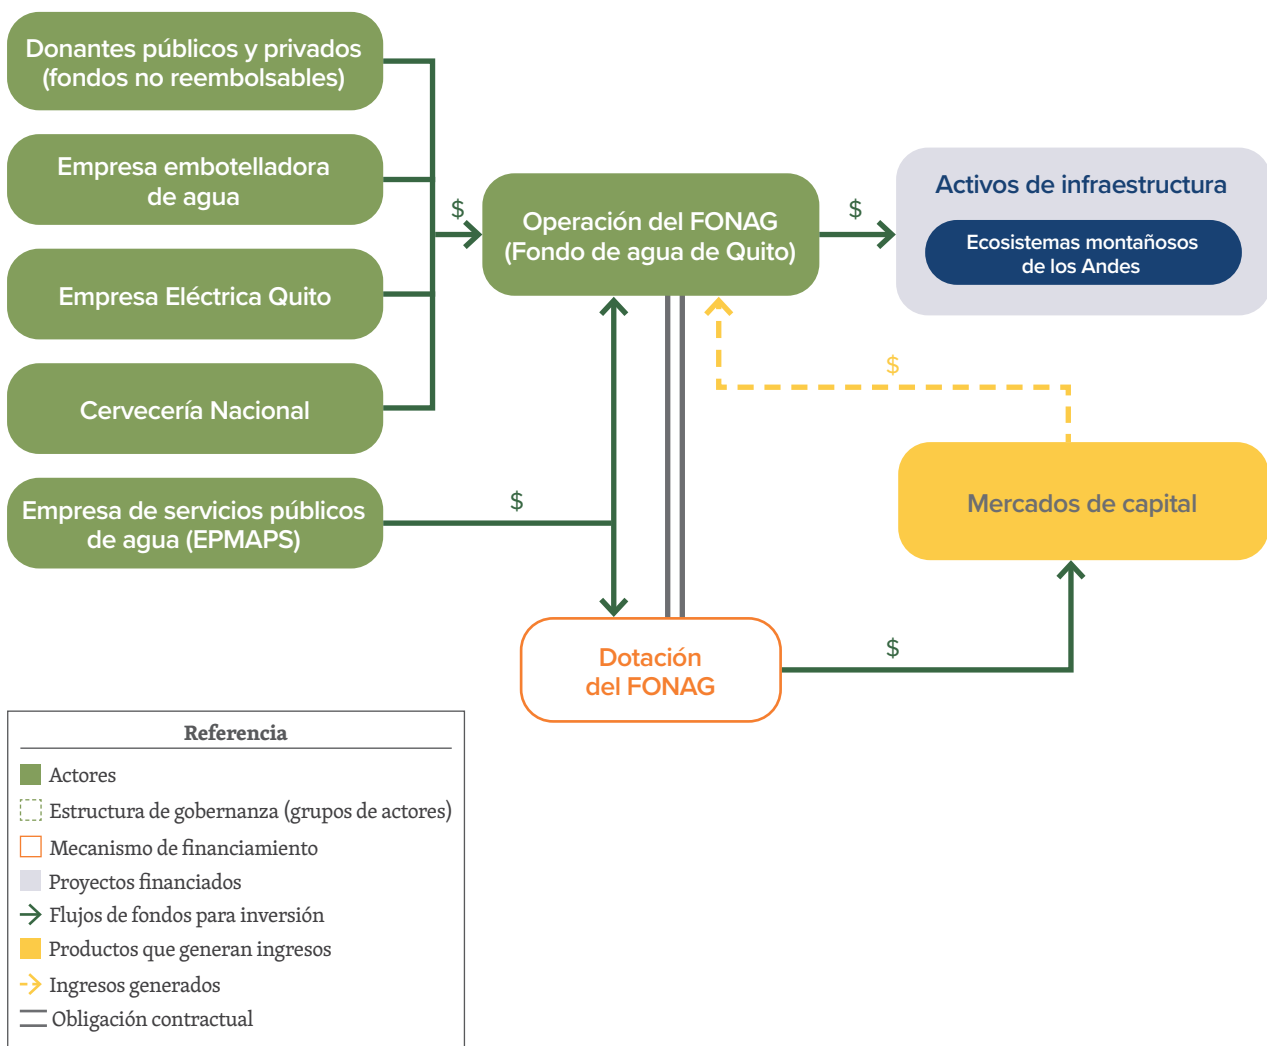 Donantes públicos y privados
(fondos no reembolsables)
Empresa embotelladora
de agua
Empresa Eléctrica Quito
Cervecería Nacional
Empresa de servicios públicos
de agua (EPMAPS)
$
Operación del FONAG
(Fondo de agua de Quito)
$
Activos de infraestructura
Ecosistemas montañosos
de los Andes
$
Mercados de capital
$
Dotación
del FONAG
$
Referencia
Actores
Estructura de gobernanza (grupos de actores)
Mecanismo de financiamiento
Proyectos financiados
Flujos de fondos para inversión
Productos que generan ingresos
Ingresos generados
Obligación contractual